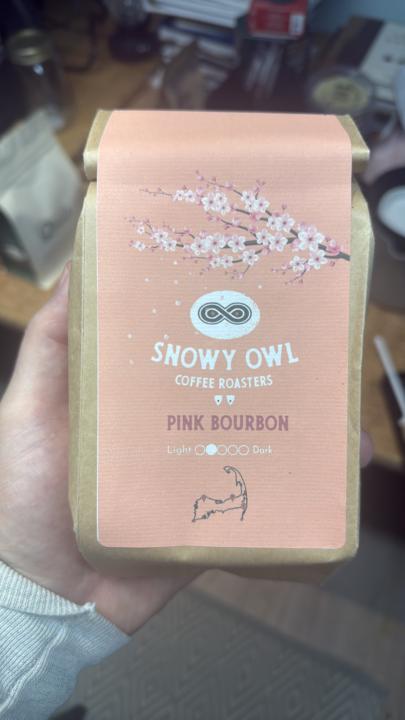 SNOWY OWL
COFFEE ROASTERS
PINK BOURBON
Light Dark